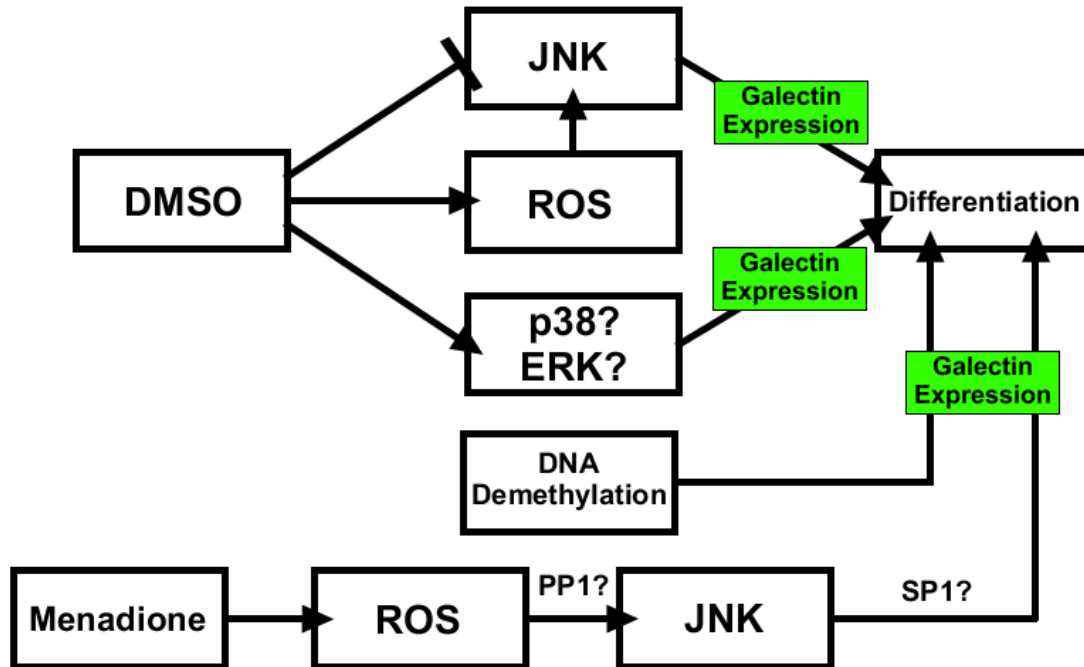 JNK
Galectin
Expression
DMSO
ROS
Differentiation
Galectin
Expression
p38?
ERK?
Galectin
Expression
DNA
Demethylation
Menadione
ROS
PP1?
JNK
SP1?